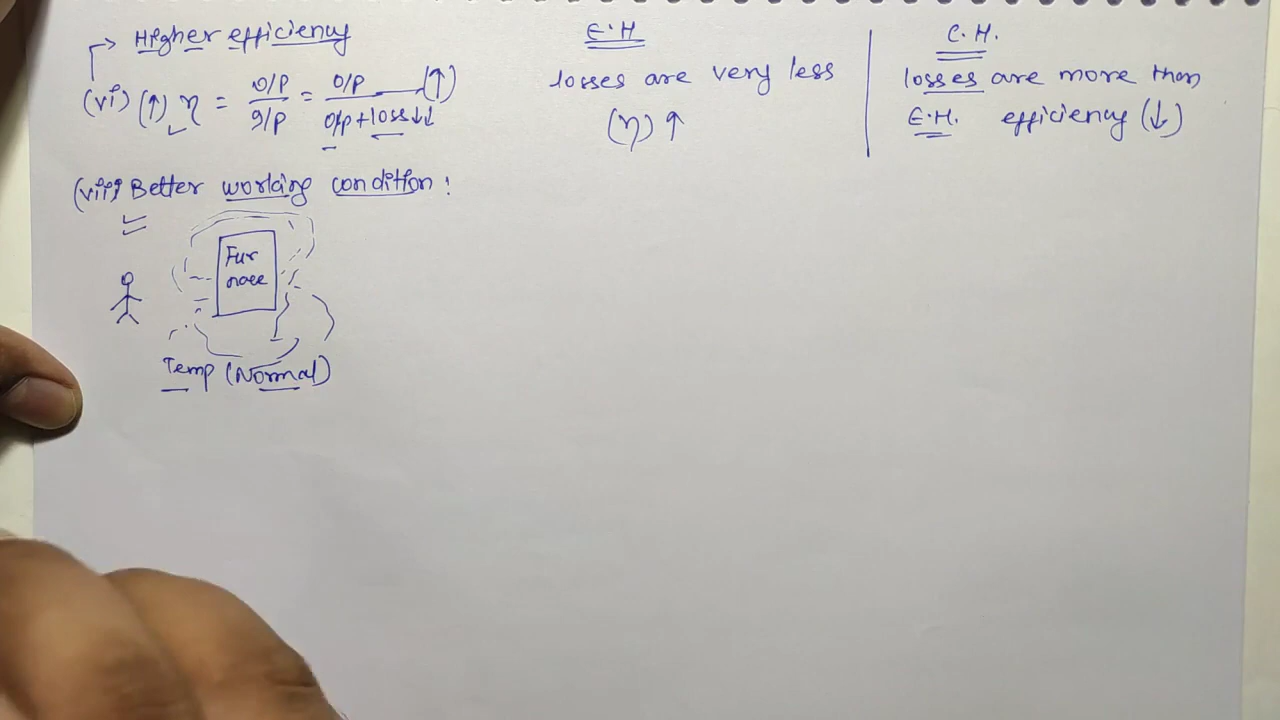 Higher efficiency
(vi) (↑) η = O/P / I/P = O/P / O/P + loss↓↓ (↑)
E.H
losses are very less
(η) ↑
C.H.
losses are more than
E.H. efficiency (↓)
(vii) Better working condition :
Fur
nace
Temp (Normal)